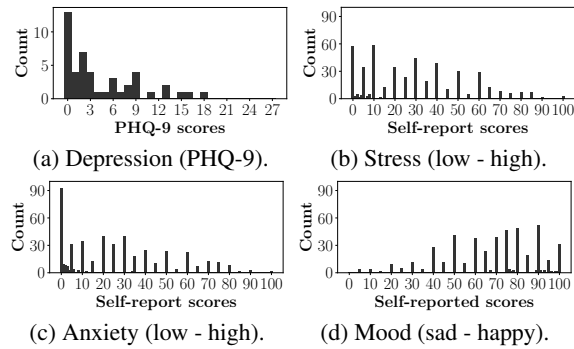 Count
10
5
0
0 3 6 9 12 15 18 21 24 27
PHQ-9 scores
(a) Depression (PHQ-9).
Count
90
60
30
0
0 10 20 30 40 50 60 70 80 90 100
Self-report scores
(b) Stress (low - high).
Count
90
60
30
0
0 10 20 30 40 50 60 70 80 90 100
Self-report scores
(c) Anxiety (low - high).
Count
90
60
30
0
0 10 20 30 40 50 60 70 80 90 100
Self-reported scores
(d) Mood (sad - happy).